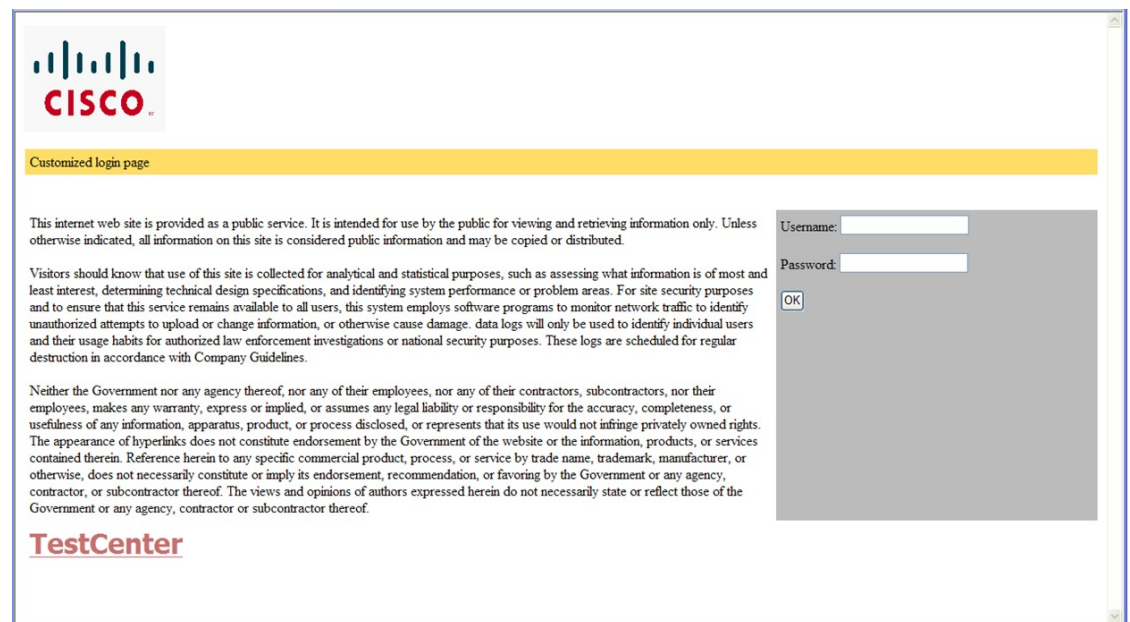 CISCO
Customized login page
This internet web site is provided as a public service. It is intended for use by the public for viewing and retrieving information only. Unless
otherwise indicated, all information on this site is considered public information and may be copied or distributed.
Username:
Password:
OK
Visitors should know that use of this site is collected for analytical and statistical purposes, such as assessing what information is of most and
least interest, determining technical design specifications, and identifying system performance or problem areas. For site security purposes
and to ensure that this service remains available to all users, this system employs software programs to monitor network traffic to identify
unauthorized attempts to upload or change information, or otherwise cause damage. data logs will only be used to identify individual users
and their usage habits for authorized law enforcement investigations or national security purposes. These logs are scheduled for regular
destruction in accordance with Company Guidelines.
Neither the Government nor any agency thereof, nor any of their employees, nor any of their contractors, subcontractors, nor their
employees, makes any warranty, express or implied, or assumes any legal liability or responsibility for the accuracy, completeness, or
usefulness of any information, apparatus, product, or process disclosed, or represents that its use would not infringe privately owned rights.
The appearance of hyperlinks does not constitute endorsement by the Government of the website or the information, products, or services
contained therein. Reference herein to any specific commercial product, process, or service by trade name, trademark, manufacturer, or
otherwise, does not necessarily constitute or imply its endorsement, recommendation, or favoring by the Government or any agency,
contractor, or subcontractor thereof. The views and opinions of authors expressed herein do not necessarily state or reflect those of the
Government or any agency, contractor or subcontractor thereof.
TestCenter